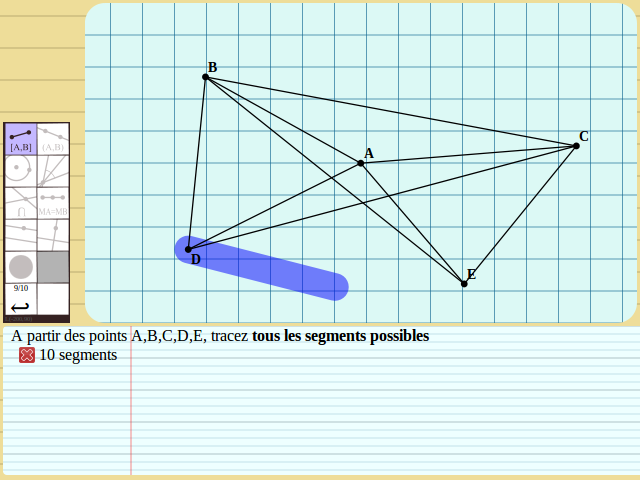 B
C
A
D
E
[A,B]
(A,B)
MA=MB
9/10
A partir des points A,B,C,D,E, tracez tous les segments possibles
10 segments